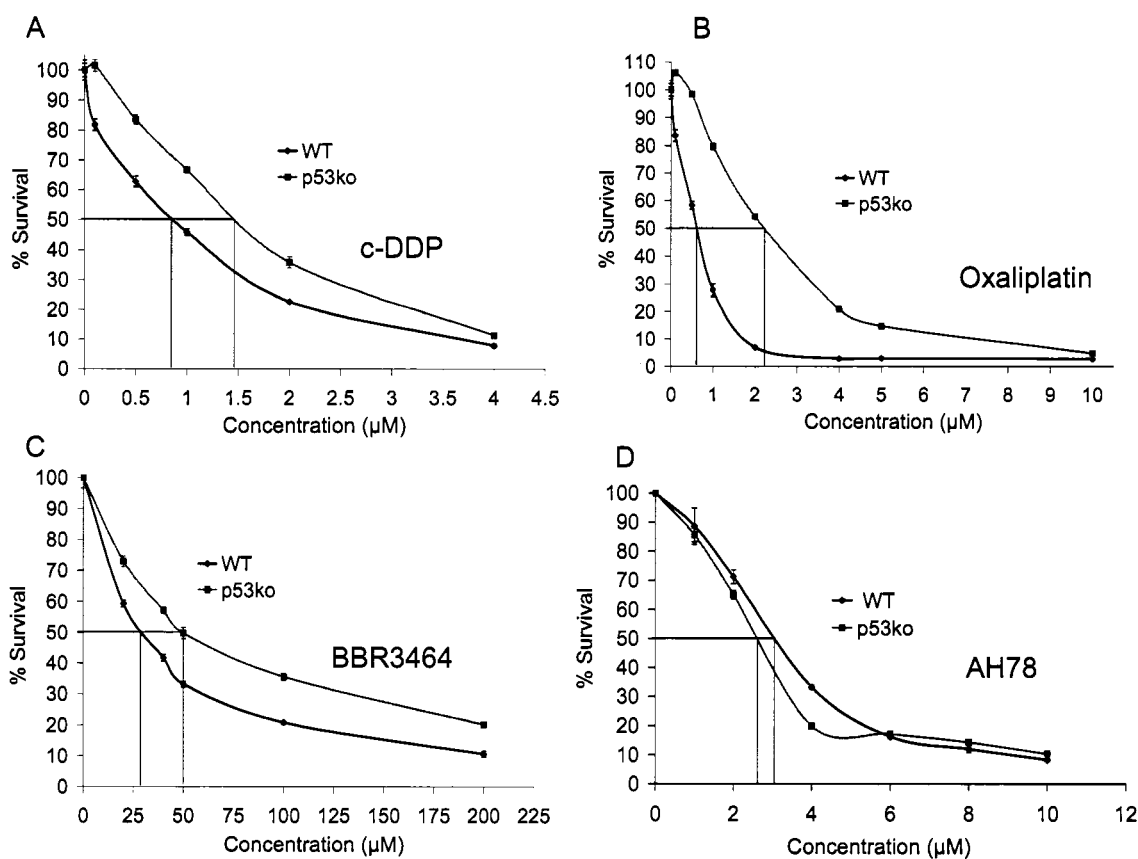 A
% Survival
100
90
80
70
60
50
40
30
20
10
0
WT
p53ko
c-DDP
0 0.5 1 1.5 2 2.5 3 3.5 4 4.5
Concentration (µM)
B
% Survival
110
100
90
80
70
60
50
40
30
20
10
0
WT
p53ko
Oxaliplatin
0 1 2 3 4 5 6 7 8 9 10
Concentration (µM)
C
% Survival
100
90
80
70
60
50
40
30
20
10
0
WT
p53ko
BBR3464
0 25 50 75 100 125 150 175 200 225
Concentration (µM)
D
% Survival
100
90
80
70
60
50
40
30
20
10
0
WT
p53ko
AH78
0 2 4 6 8 10 12
Concentration (µM)